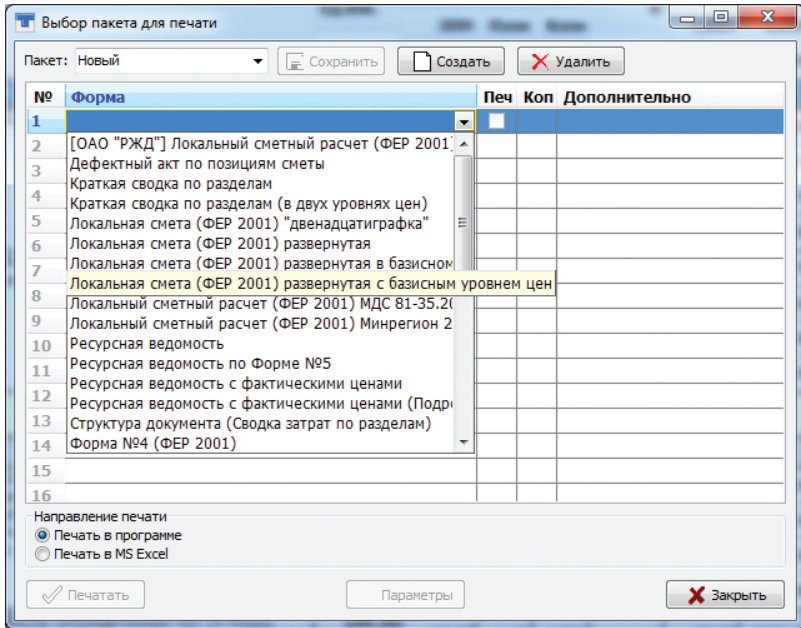 Выбор пакета для печати
Пакет: Новый Сохранить Создать Удалить
№ Форма Печ Коп Дополнительно
1
2 [ОАО "РЖД"] Локальный сметный расчет (ФЕР 2001)
3 Дефектный акт по позициям сметы
Краткая сводка по разделам
4 Краткая сводка по разделам (в двух уровнях цен)
5 Локальная смета (ФЕР 2001) "двенадцатиграфка"
6 Локальная смета (ФЕР 2001) развернутая
7 Локальная смета (ФЕР 2001) развернутая в базисном
Локальная смета (ФЕР 2001) развернутая с базисным уровнем цен
8 Локальный сметный расчет (ФЕР 2001) МДС 81-35.20
9 Локальный сметный расчет (ФЕР 2001) Минрегион 2
10 Ресурсная ведомость
11 Ресурсная ведомость по Форме №5
Ресурсная ведомость с фактическими ценами
12 Ресурсная ведомость с фактическими ценами (Подро
13 Структура документа (Сводка затрат по разделам)
14 Форма №4 (ФЕР 2001)
15
16
Направление печати
Печать в программе
Печать в MS Excel
Печатать Параметры Закрыть